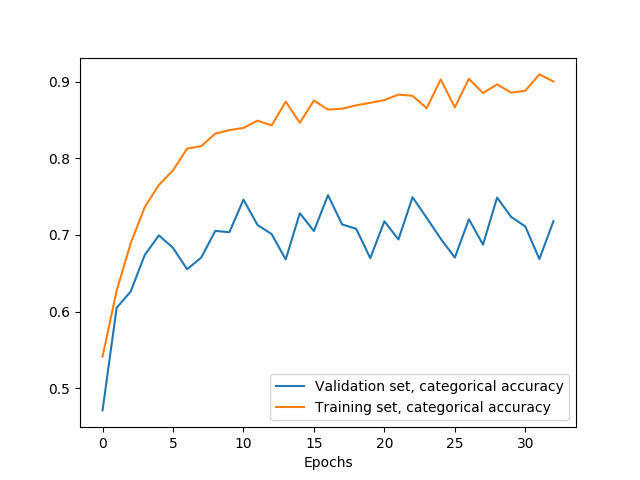 0.9
0.8
0.7
0.6
0.5
Validation set, categorical accuracy
Training set, categorical accuracy
0 5 10 15 20 25 30
Epochs